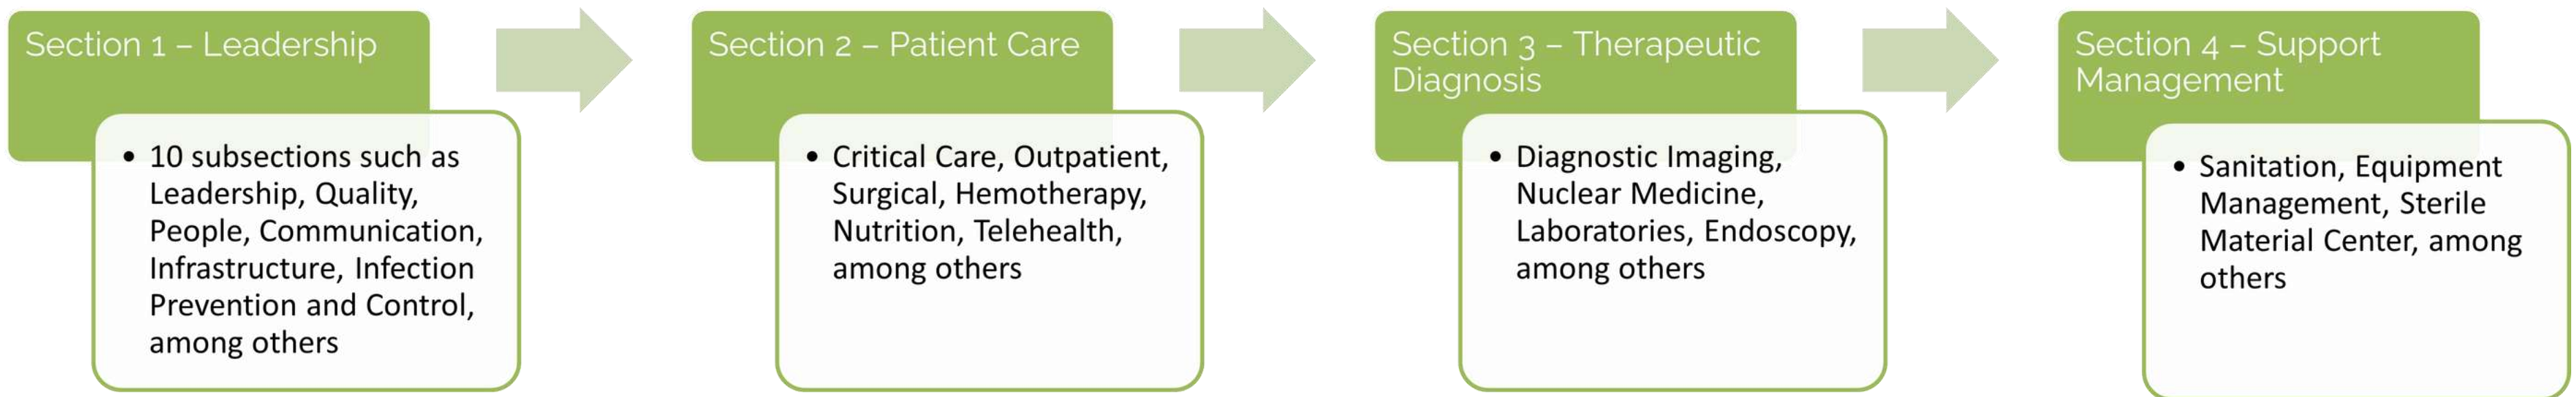 Section 1 – Leadership
• 10 subsections such as
Leadership, Quality,
People, Communication,
Infrastructure, Infection
Prevention and Control,
among others
Section 2 – Patient Care
• Critical Care, Outpatient,
Surgical, Hemotherapy,
Nutrition, Telehealth,
among others
Section 3 – Therapeutic
Diagnosis
• Diagnostic Imaging,
Nuclear Medicine,
Laboratories, Endoscopy,
among others
Section 4 – Support
Management
• Sanitation, Equipment
Management, Sterile
Material Center, among
others